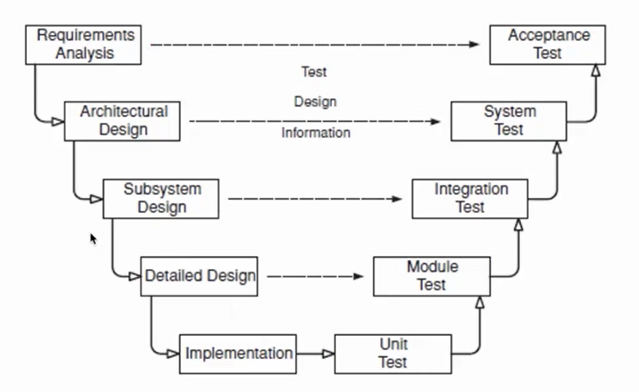 Requirements
Analysis
Acceptance
Test
Test
Design
Information
Architectural
Design
System
Test
Subsystem
Design
Integration
Test
Detailed Design
Module
Test
Implementation
Unit
Test